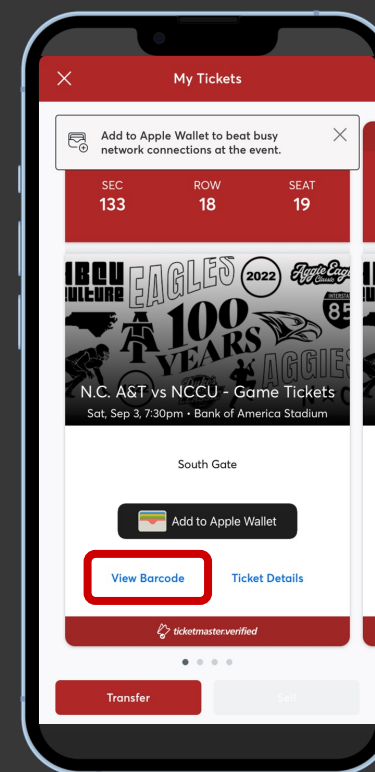 My Tickets
Add to Apple Wallet to beat busy
network connections at the event.
SEC ROW SEAT
133 18 19
HBCU
CULTURE
EAGLES
2022
Aggie Eagle
Classic
INTERSTATE
85
100
YEARS
AGGIES
N.C. A&T vs NCCU - Game Tickets
Sat, Sep 3, 7:30pm • Bank of America Stadium
South Gate
Add to Apple Wallet
View Barcode Ticket Details
ticketmaster.verified
Transfer Sell